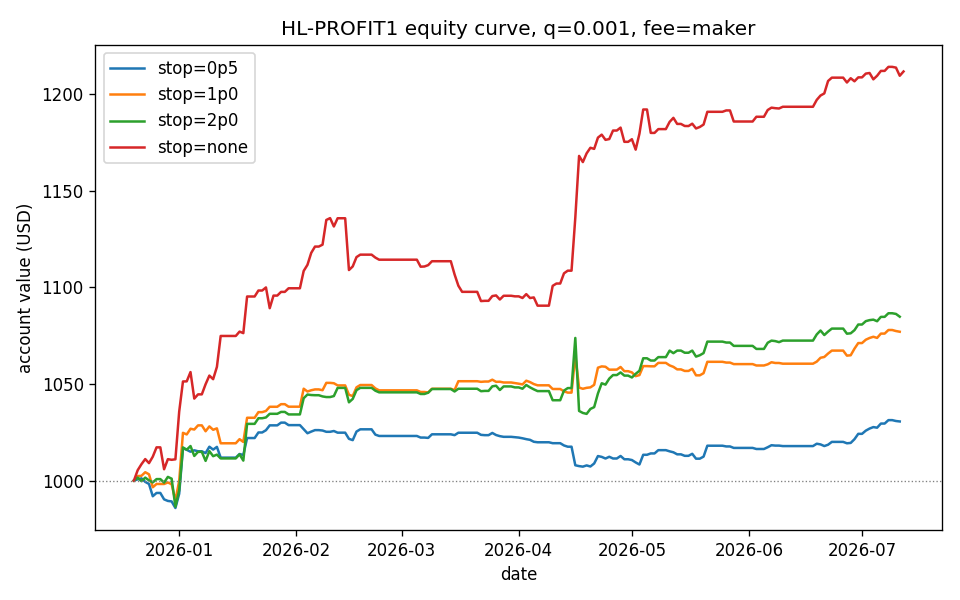 HL-PROFIT1 equity curve, q=0.001, fee=maker
stop=0p5
stop=1p0
stop=2p0
stop=none
account value (USD)
1200
1150
1100
1050
1000
2026-01 2026-02 2026-03 2026-04 2026-05 2026-06 2026-07
date